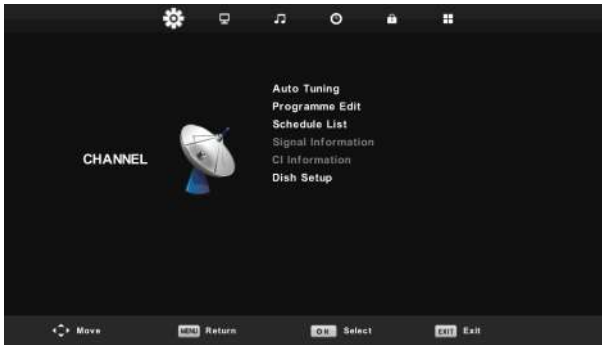 Auto Tuning
Programme Edit
Schedule List
Signal Information
CHANNEL
CI Information
Dish Setup
Move MENU Return OK Select EXIT Exit